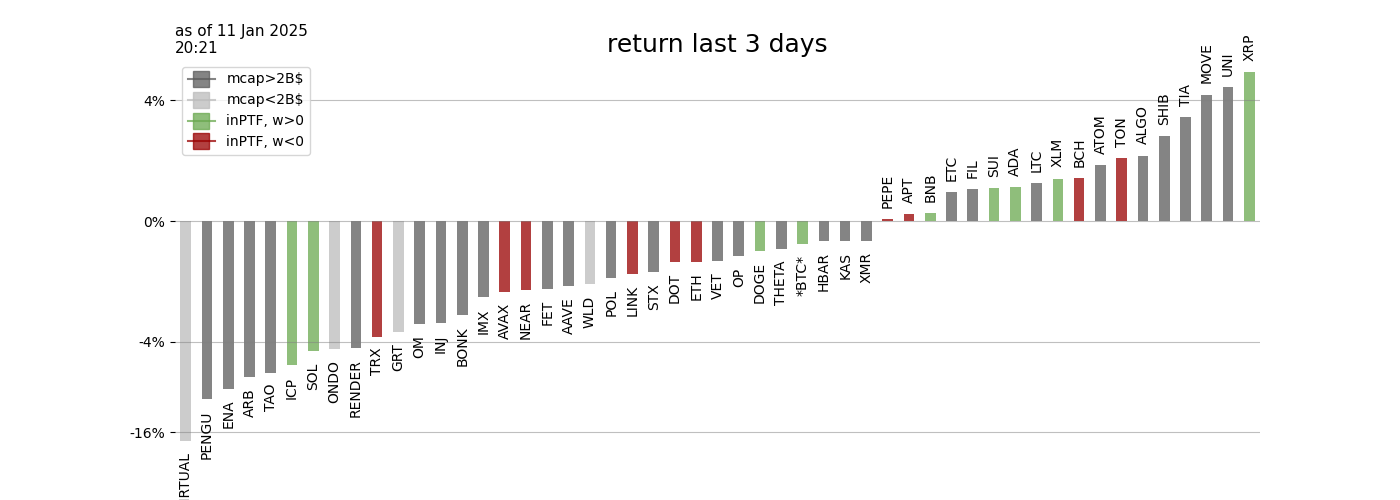 as of 11 Jan 2025
20:21
return last 3 days
mcap>2B$
mcap<2B$
inPTF, w>0
inPTF, w<0
4%
0%
-4%
-16%
RTUAL
PENGU
ENA
ARB
TAO
ICP
SOL
ONDO
RENDER
TRX
GRT
OM
INJ
BONK
IMX
AVAX
NEAR
FET
AAVE
WLD
POL
LINK
STX
DOT
ETH
VET
OP
DOGE
THETA
*BTC*
HBAR
KAS
XMR
PEPE
APT
BNB
ETC
FIL
SUI
ADA
LTC
XLM
BCH
ATOM
TON
ALGO
SHIB
TIA
MOVE
UNI
XRP